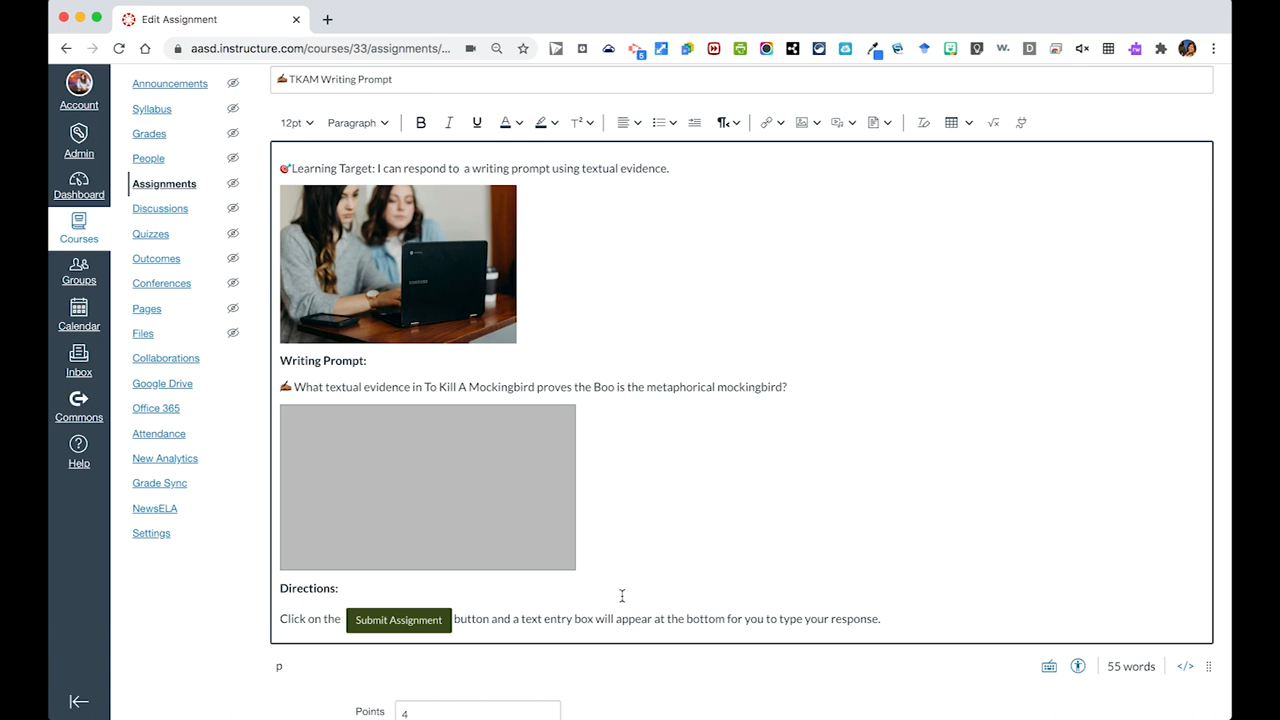 Edit Assignment
aasd.instructure.com/courses/33/assignments/...
5
W.
D
Account
Admin
Dashboard
Courses
Groups
Calendar
Inbox
Commons
Help
Announcements
Syllabus
Grades
People
Assignments
Discussions
Quizzes
Outcomes
Conferences
Pages
Files
Collaborations
Google Drive
Office 365
Attendance
New Analytics
Grade Sync
NewsELA
Settings
TKAM Writing Prompt
12pt Paragraph B I U A T²
Learning Target: I can respond to a writing prompt using textual evidence.
SAMSUNG
Writing Prompt:
What textual evidence in To Kill A Mockingbird proves the Boo is the metaphorical mockingbird?
Directions:
Click on the Submit Assignment button and a text entry box will appear at the bottom for you to type your response.
p
55 words </>
Points 4